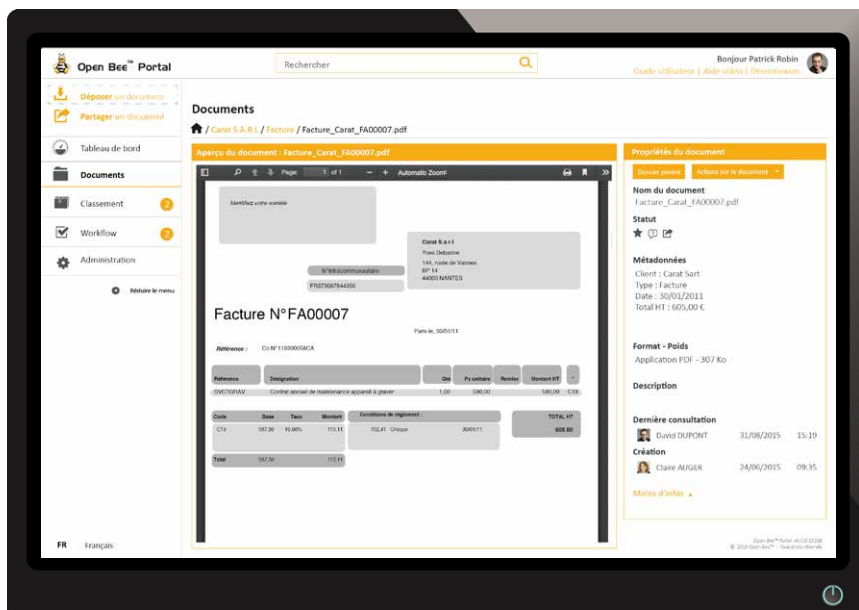 Open Bee™ Portal
Rechercher
Bonjour Patrick Robin
Guide utilisateur | Aide vidéo | Déconnexion
Déposer un document
Partager un document
Tableau de bord
Documents
Classement 2
Workflow 2
Administration
Réduire le menu
FR Français
Documents
/ Carat S.A.R.L / Facture / Facture_Carat_FA00007.pdf
Aperçu du document : Facture_Carat_FA00007.pdf
Page: 1 of 1 − + Automatic Zoom
Identifiez votre société
Carat S.a.r.l
Yves Debanne
144, route de Vannes
BP 14
44000 NANTES
N° Intracommunautaire
Facture N°FA00007
Paris le, 30/01/11
Référence :
Référence Désignation Qté Px unitaire Remise Montant HT
Contrat annuel de maintenance appareil à graver 1,00
Code Base Taux Montant Conditions de règlement : TOTAL HT
605,00
Chèque
Total
Propriétés du document
Dossier parent Actions sur le document
Nom du document
Facture_Carat_FA00007.pdf
Statut
Métadonnées
Client : Carat Sarl
Type : Facture
Date : 30/01/2011
Total HT : 605,00 €
Format - Poids
Application PDF - 307 Ko
Description
Dernière consultation
David DUPONT 31/08/2015 15:19
Création
Claire AUGER 24/06/2015 09:35
Moins d'infos